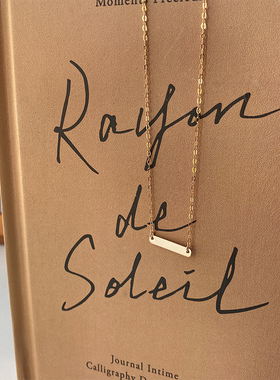 Rayon
de
Soleil
Journal Intime
Calligraphy